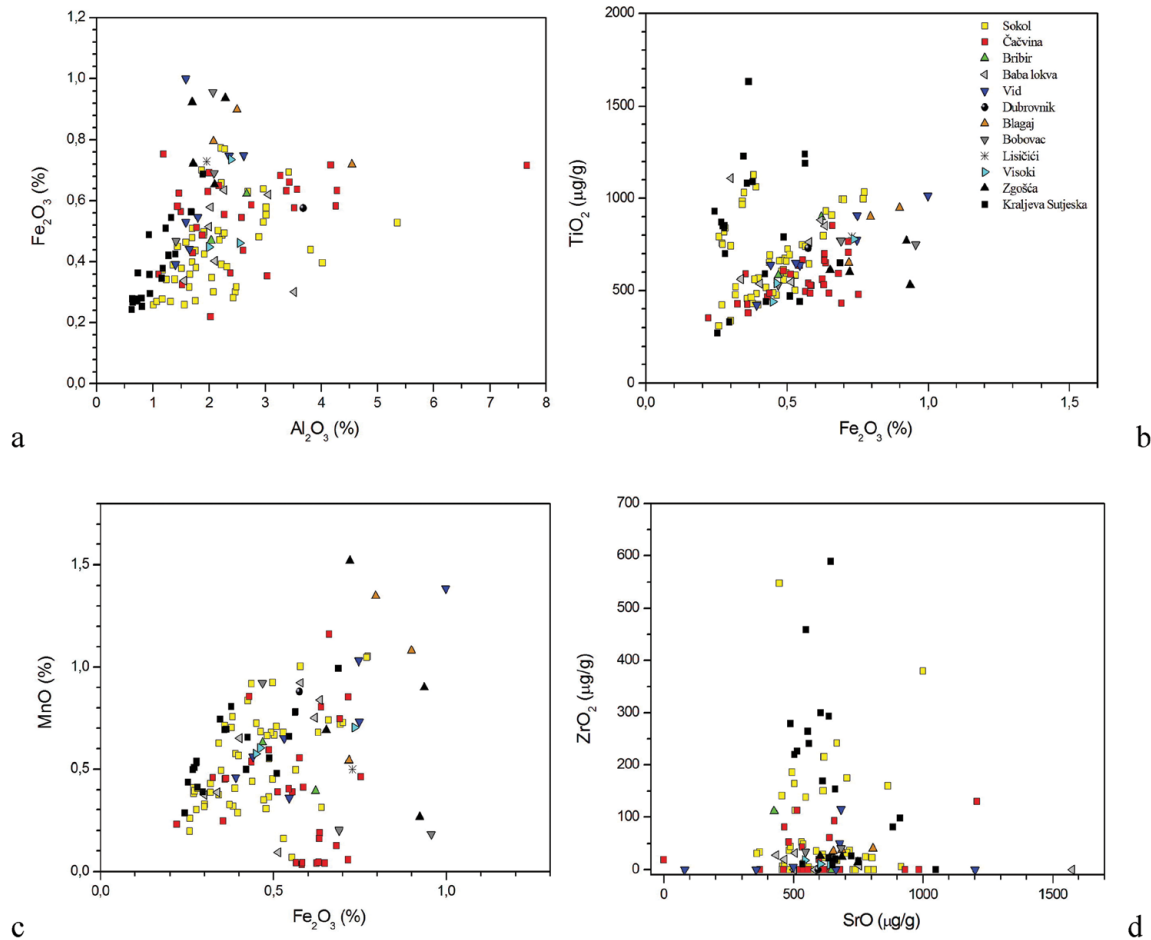 1,2
1,0
0,8
0,6
0,4
0,2
0,0
Fe₂O₃ (%)
0 1 2 3 4 5 6 7 8
Al₂O₃ (%)
a
2000
1500
1000
500
0
TiO₂ (µg/g)
0,0 0,5 1,0 1,5
Fe₂O₃ (%)
b
Sokol
Čačvina
Bribir
Baba lokva
Vid
Dubrovnik
Blagaj
Bobovac
Lisičići
Visoki
Zgošća
Kraljeva Sutjeska
1,5
1,0
0,5
0,0
MnO (%)
0,0 0,5 1,0
Fe₂O₃ (%)
c
700
600
500
400
300
200
100
0
ZrO₂ (µg/g)
0 500 1000 1500
SrO (µg/g)
d